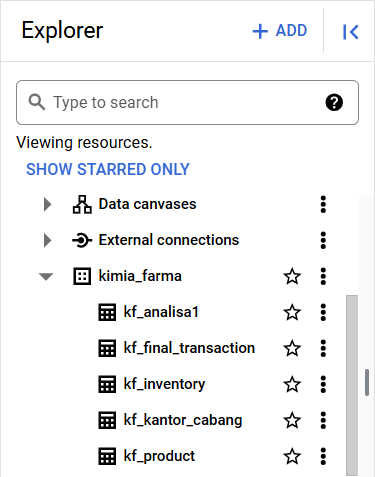 Explorer
+ ADD
Type to search
Viewing resources.
SHOW STARRED ONLY
Data canvases
External connections
kimia_farma
kf_analisa1
kf_final_transaction
kf_inventory
kf_kantor_cabang
kf_product